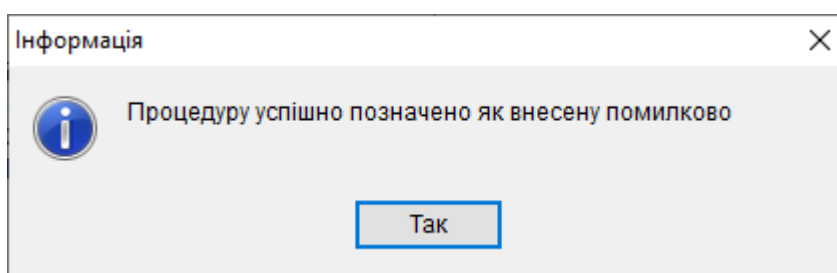 Інформація
Процедуру успішно позначено як внесену помилково
Так